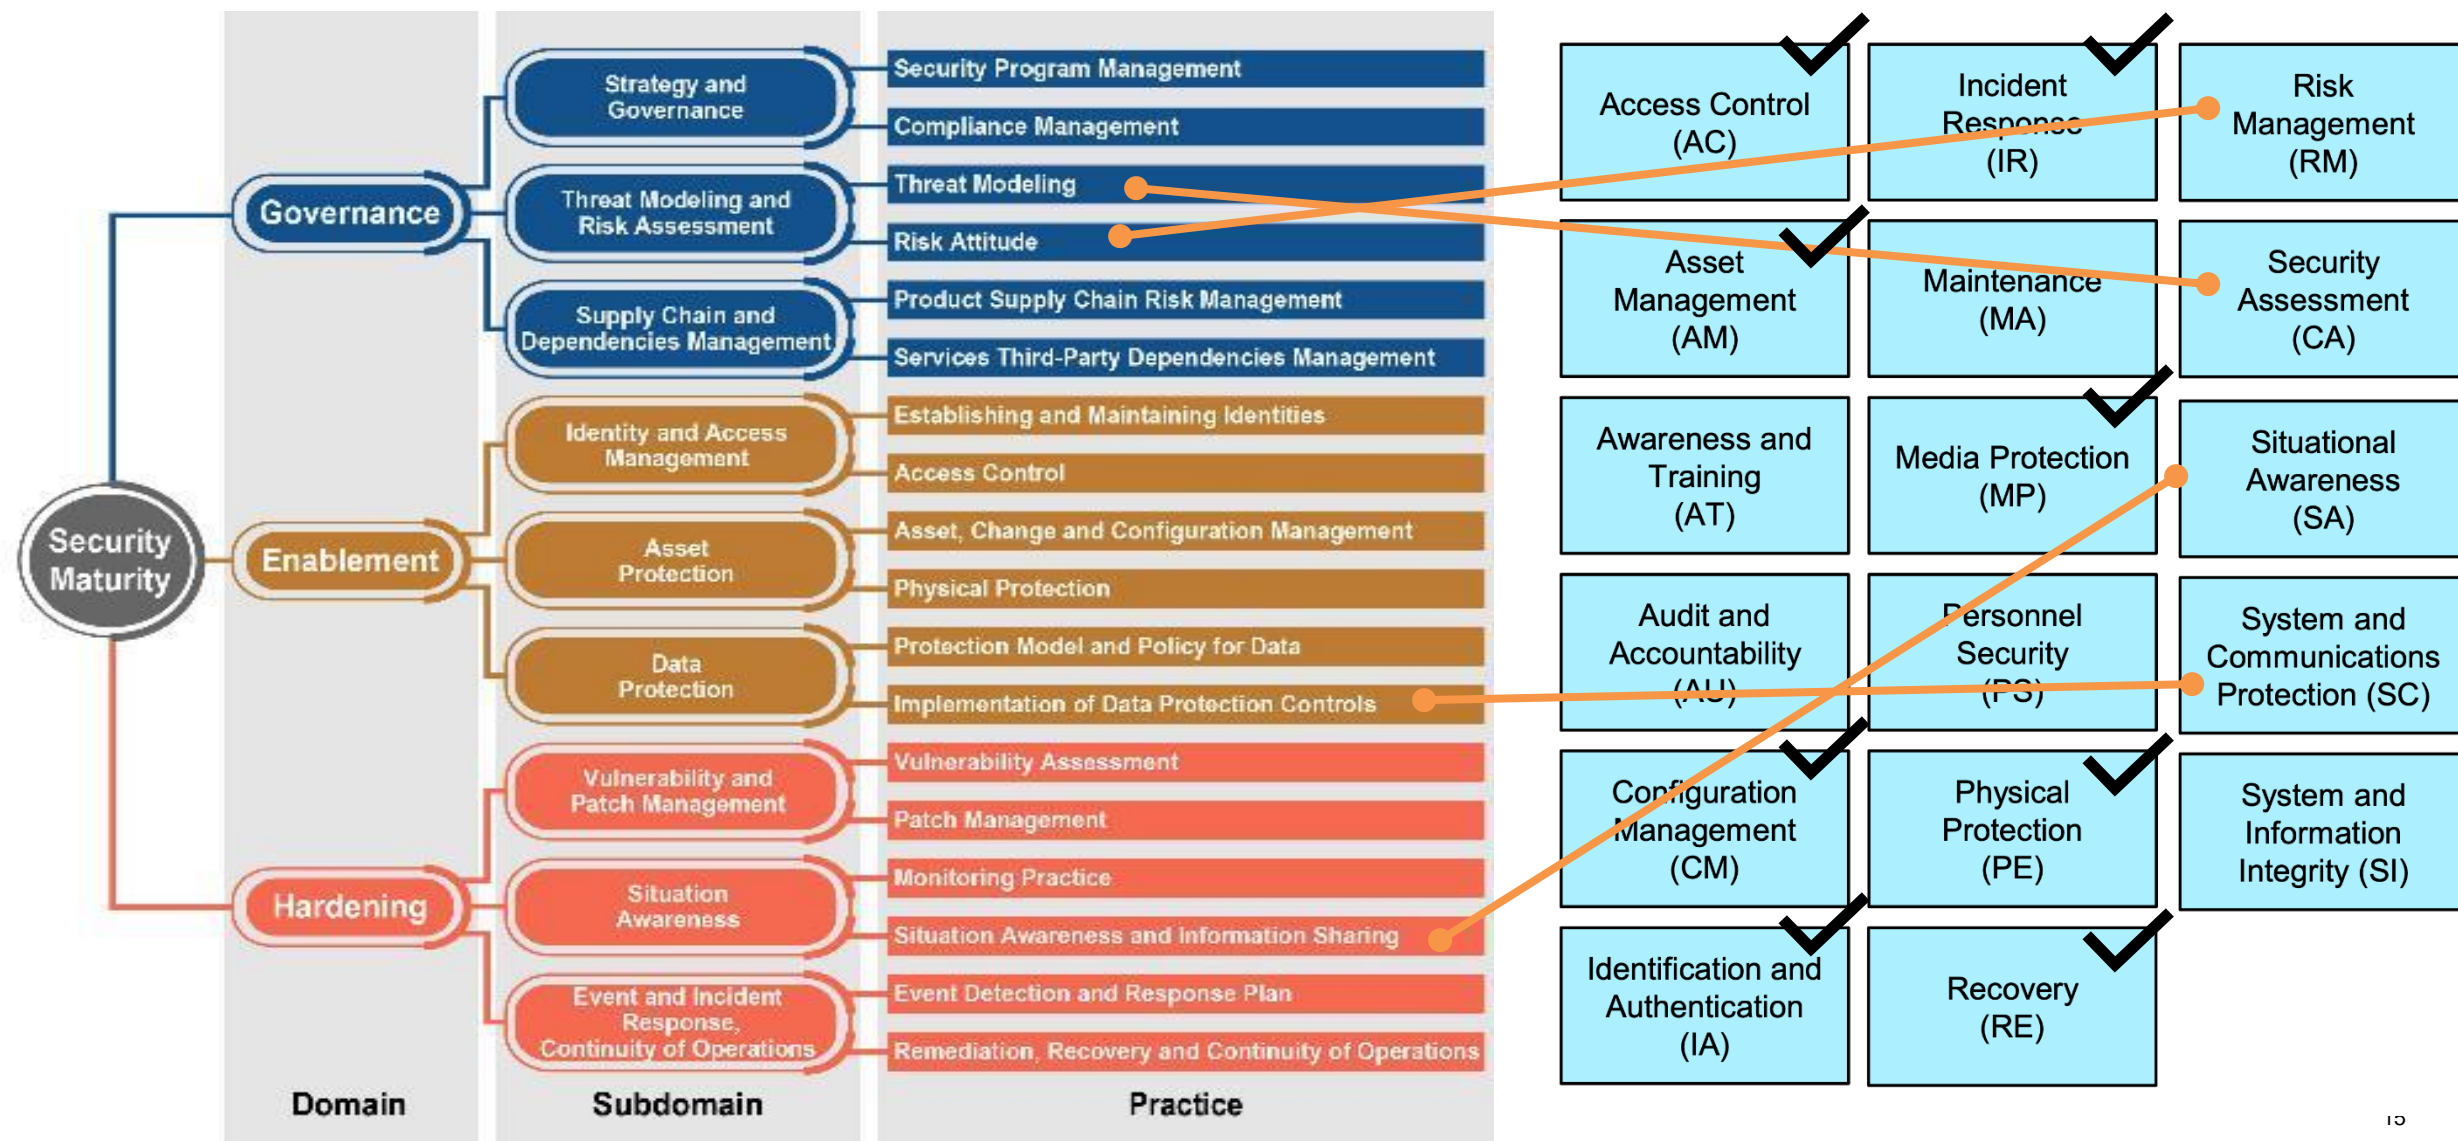 Security
Maturity
Governance
Enablement
Hardening
Strategy and
Governance
Threat Modeling and
Risk Assessment
Supply Chain and
Dependencies Management
Identity and Access
Management
Asset
Protection
Data
Protection
Vulnerability and
Patch Management
Situation
Awareness
Event and Incident
Response,
Continuity of Operations
Security Program Management
Compliance Management
Threat Modeling
Risk Attitude
Product Supply Chain Risk Management
Services Third-Party Dependencies Management
Establishing and Maintaining Identities
Access Control
Asset, Change and Configuration Management
Physical Protection
Protection Model and Policy for Data
Implementation of Data Protection Controls
Vulnerability Assessment
Patch Management
Monitoring Practice
Situation Awareness and Information Sharing
Event Detection and Response Plan
Remediation, Recovery and Continuity of Operations
Domain
Subdomain
Practice
Access Control
(AC)
Asset
Management
(AM)
Awareness and
Training
(AT)
Audit and
Accountability
(AU)
Configuration
Management
(CM)
Identification and
Authentication
(IA)
Incident
Response
(IR)
Maintenance
(MA)
Media Protection
(MP)
Personnel
Security
(PS)
Physical
Protection
(PE)
Recovery
(RE)
Risk
Management
(RM)
Security
Assessment
(CA)
Situational
Awareness
(SA)
System and
Communications
Protection (SC)
System and
Information
Integrity (SI)